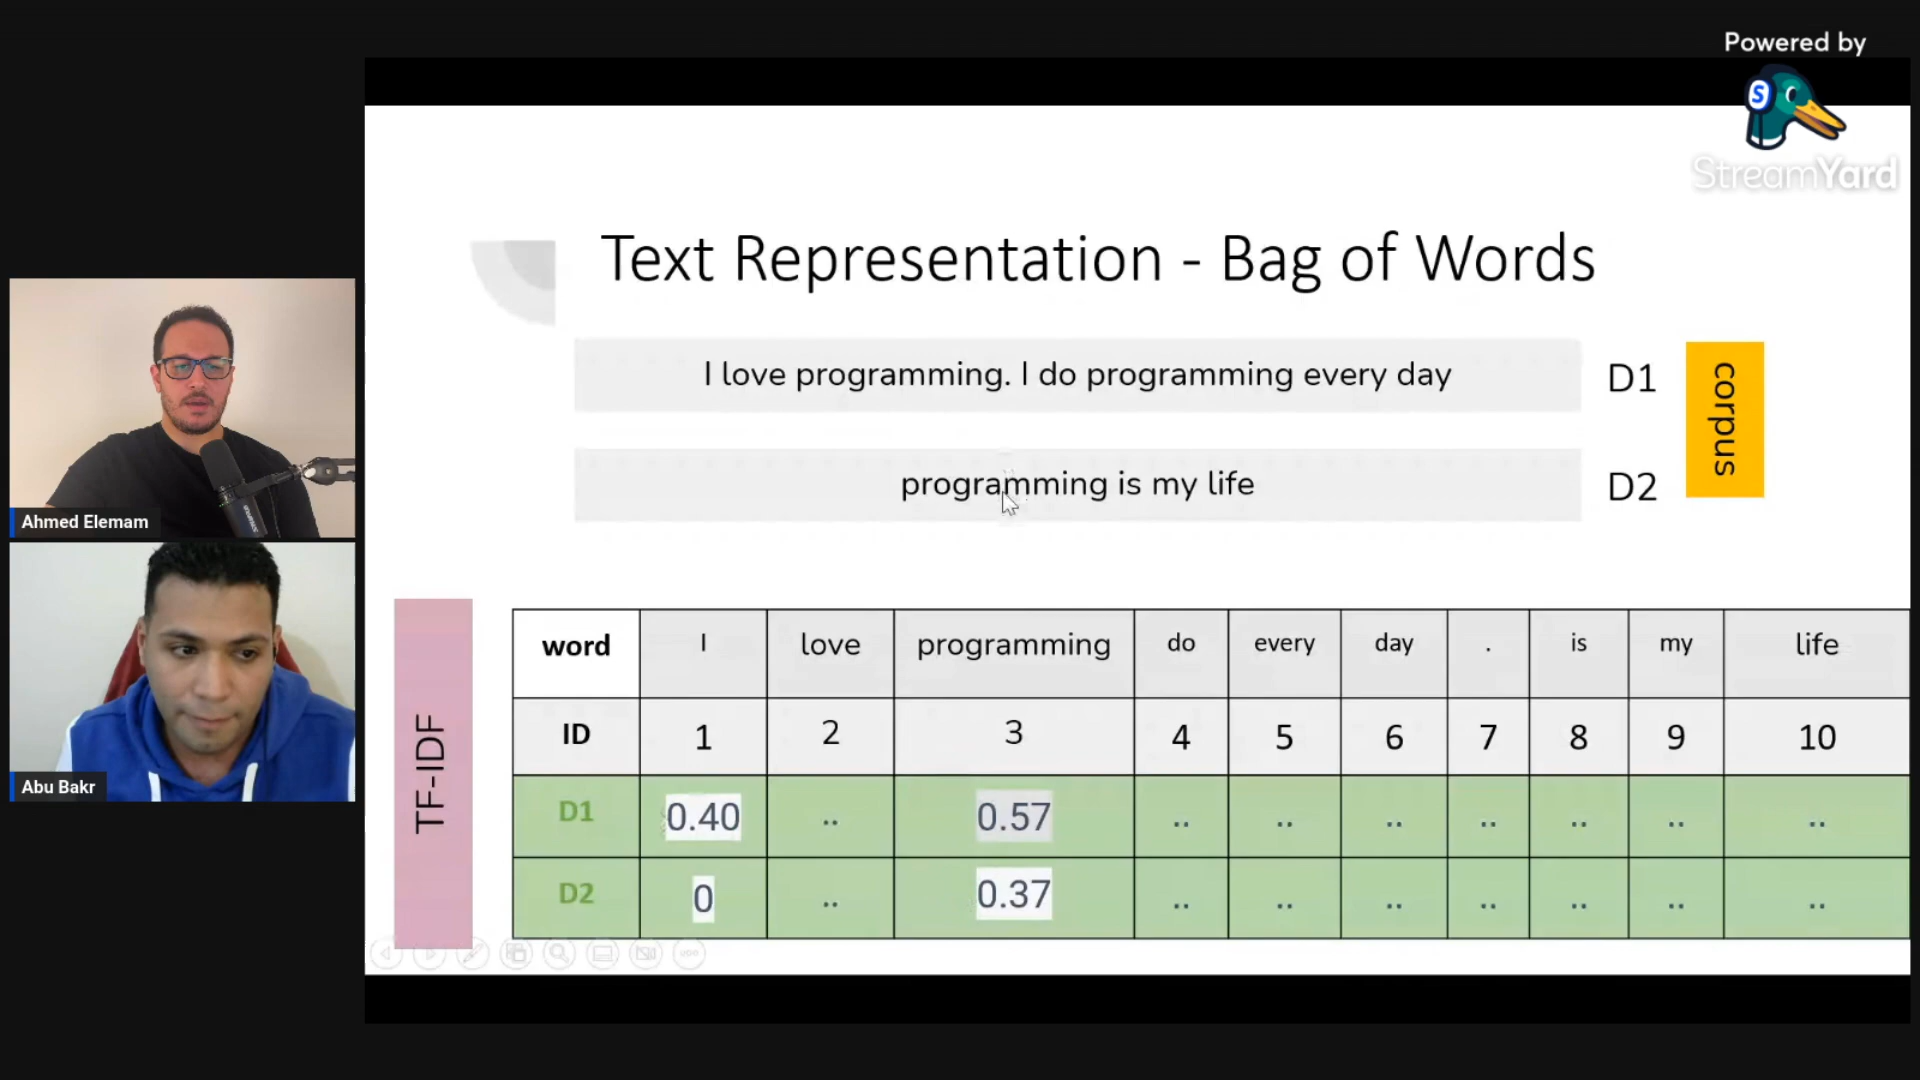 Powered by
StreamYard
Text Representation - Bag of Words
I love programming. I do programming every day
D1
corpus
programming is my life
D2
Ahmed Elemam
Abu Bakr
TF-IDF
word I love programming do every day . is my life
ID 1 2 3 4 5 6 7 8 9 10
D1 0.40 .. 0.57 .. .. .. .. .. .. ..
D2 0 .. 0.37 .. .. .. .. .. .. ..